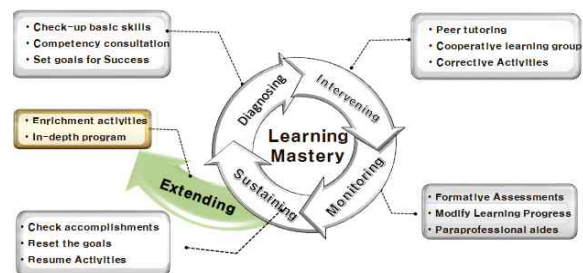 • Check-up basic skills
• Competency consultation
• Set goals for Success
• Peer tutoring
• Cooperative learning group
• Corrective Activities
Diagnosing
Intervening
• Enrichment activities
• In-depth program
Learning
Mastery
Extending
Sustaining
Monitoring
• Check accomplishments
• Reset the goals
• Resume Activities
• Formative Assessments
• Modify Learning Progress
• Paraprofessional aides